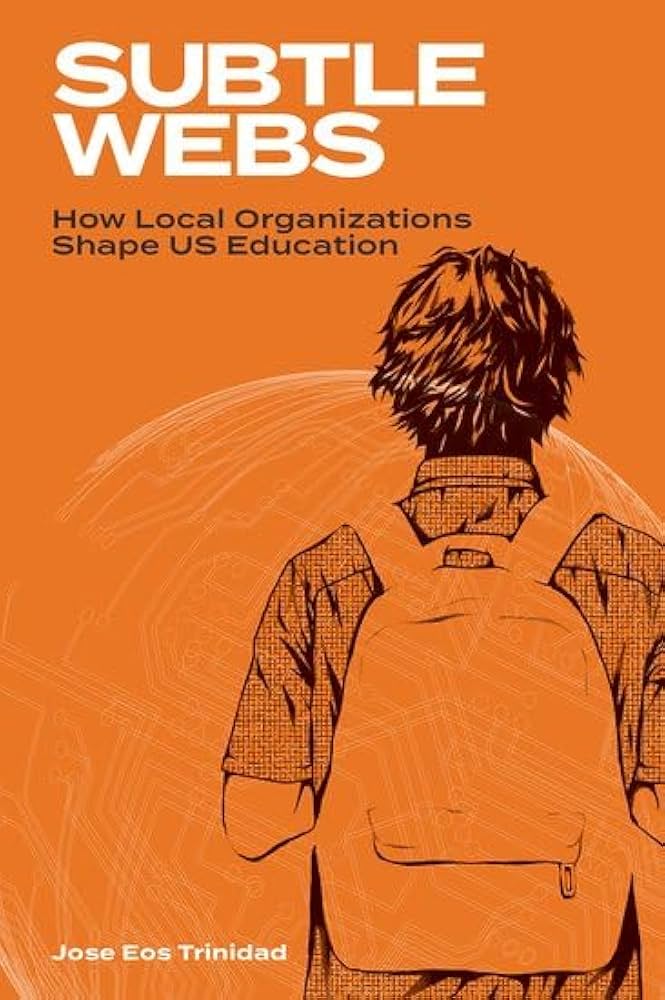 SUBTLE
WEBS
How Local Organizations
Shape US Education
Jose Eos Trinidad